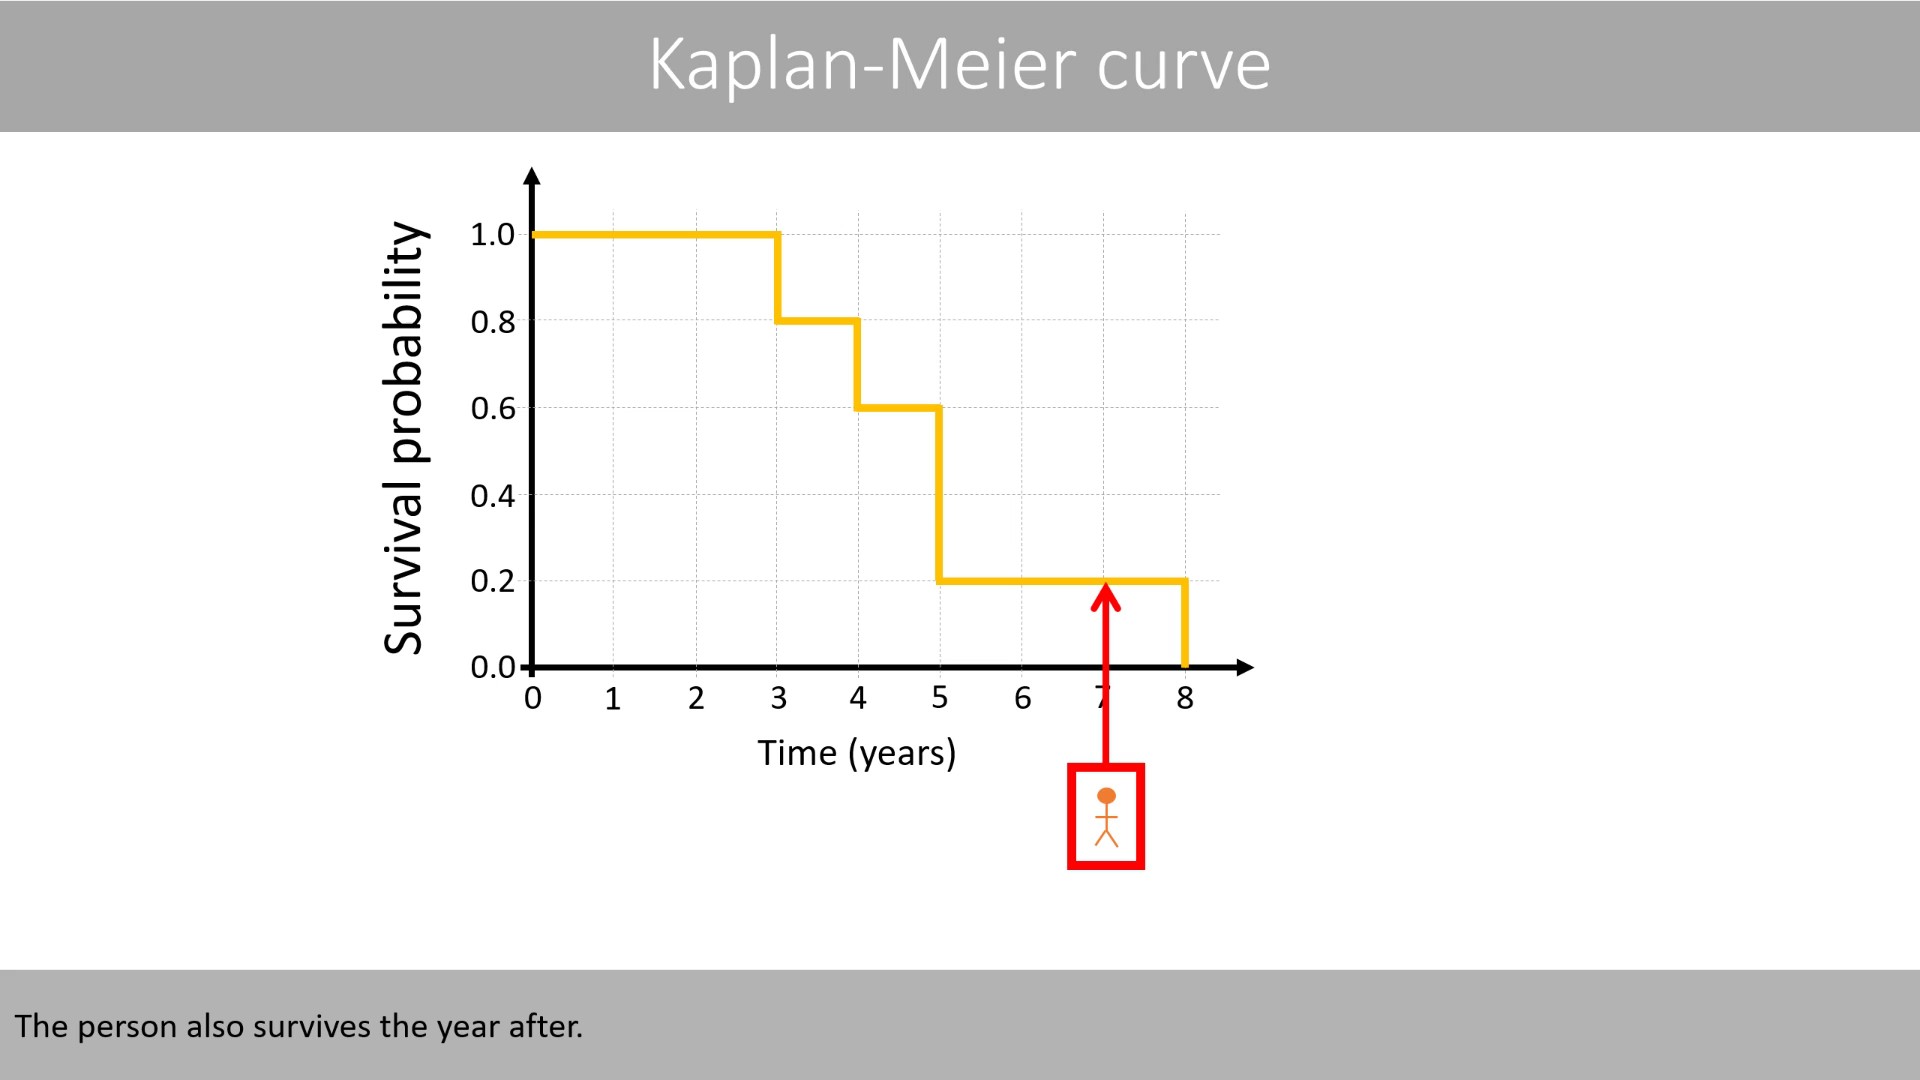 Kaplan-Meier curve
Survival probability
1.0
0.8
0.6
0.4
0.2
0.0
0 1 2 3 4 5 6 7 8
Time (years)
The person also survives the year after.